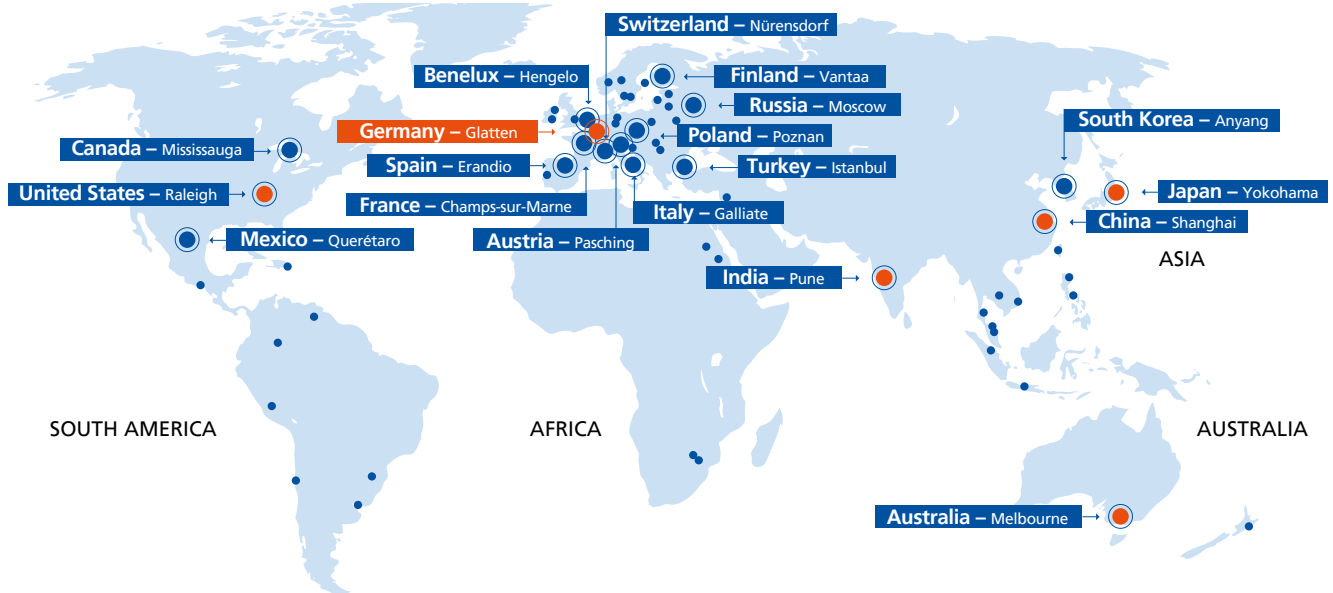 Switzerland – Nürensdorf
Benelux – Hengelo
Finland – Vantaa
Russia – Moscow
South Korea – Anyang
Germany – Glatten
Poland – Poznan
Canada – Mississauga
Spain – Erandio
Turkey – Istanbul
United States – Raleigh
Japan – Yokohama
France – Champs-sur-Marne
Italy – Galliate
China – Shanghai
Mexico – Querétaro
Austria – Pasching
ASIA
India – Pune
SOUTH AMERICA
AFRICA
AUSTRALIA
Australia – Melbourne